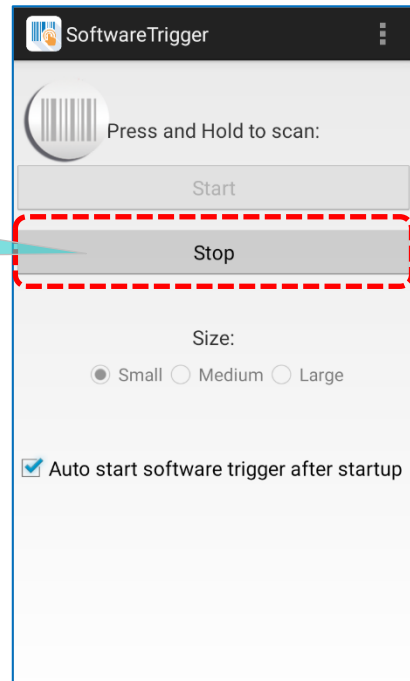 SoftwareTrigger
Press and Hold to scan:
Start
Stop
Size:
Small Medium Large
Auto start software trigger after startup